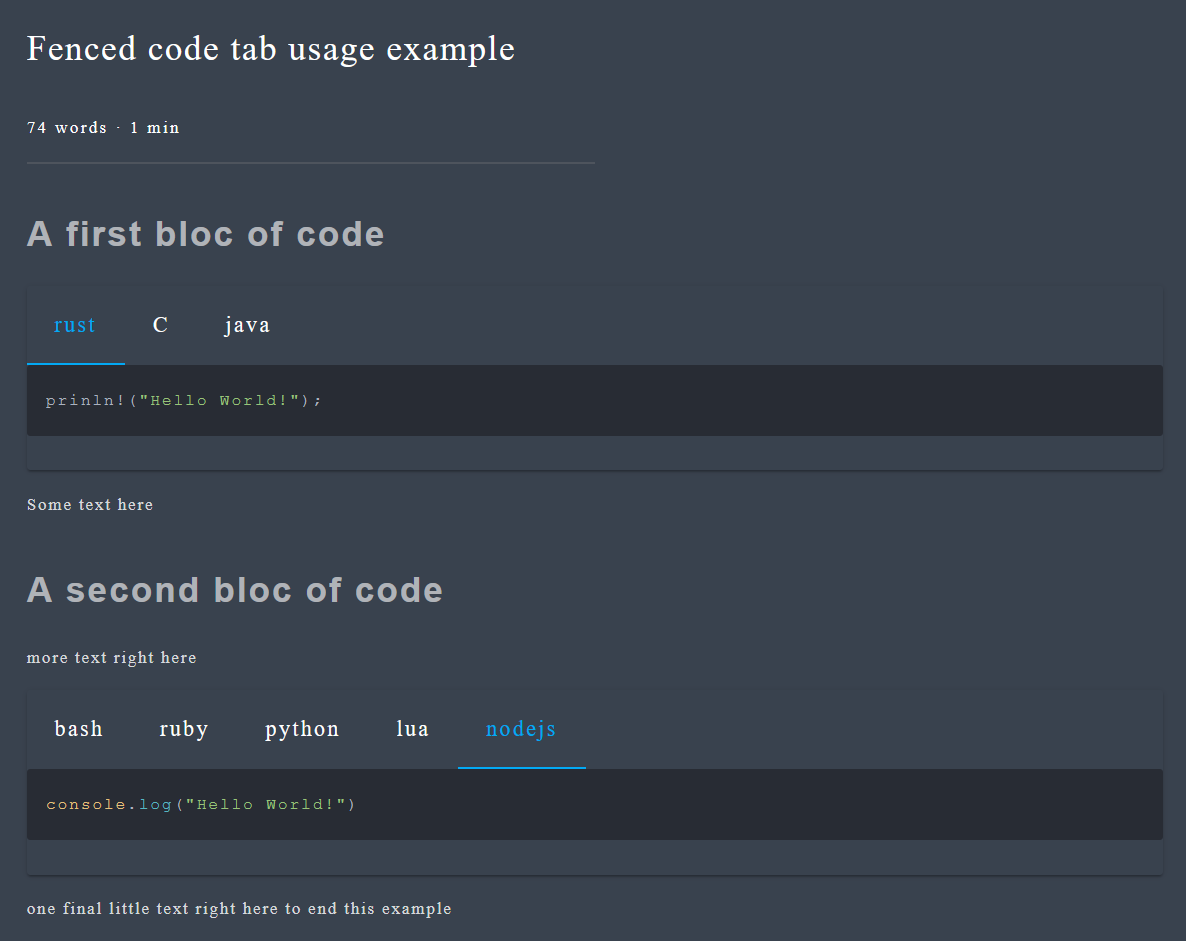 Fenced code tab usage example
74 words · 1 min
A first bloc of code
rust C java
prinln!("Hello World!");
Some text here
A second bloc of code
more text right here
bash ruby python lua nodejs
console.log("Hello World!")
one final little text right here to end this example